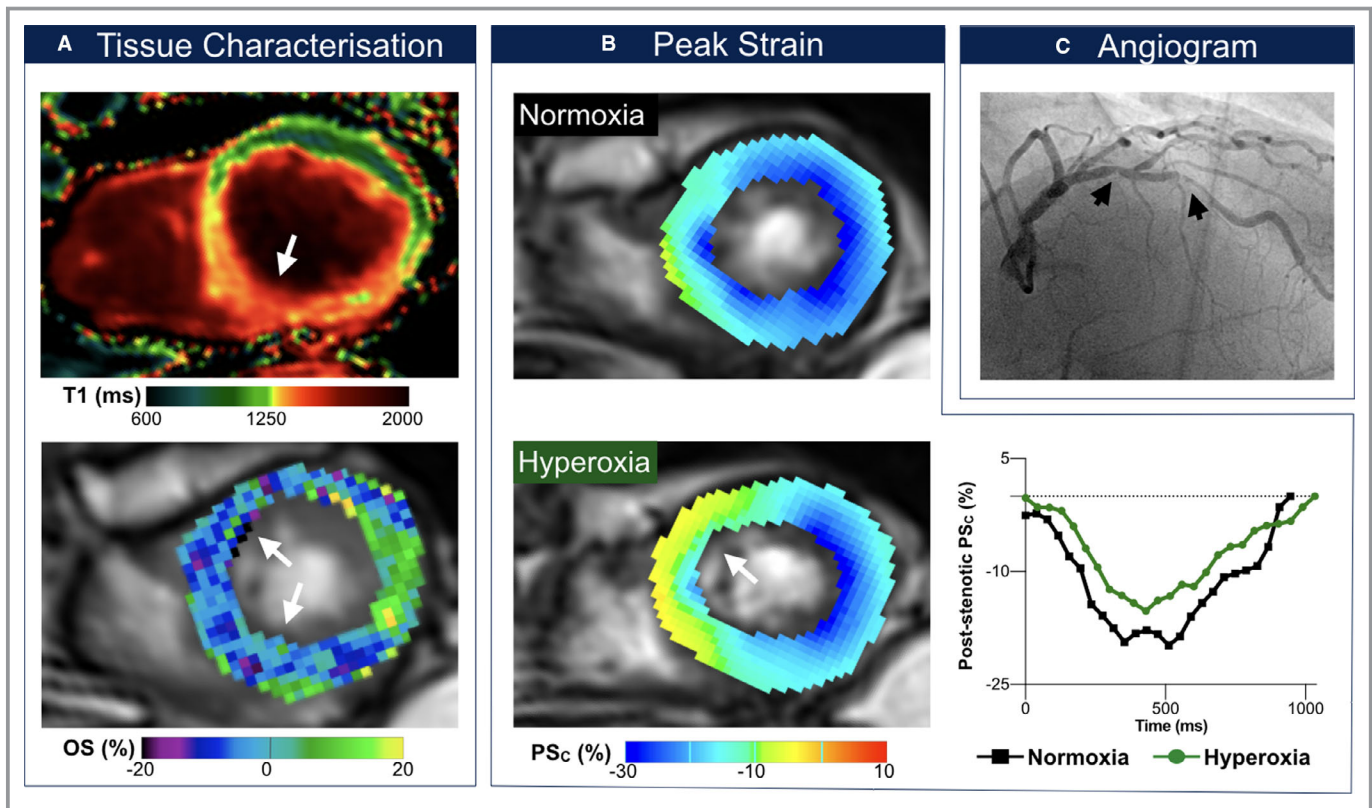 A Tissue Characterisation
T1 (ms)
600 1250 2000
OS (%)
-20 0 20
B Peak Strain
Normoxia
Hyperoxia
PSC (%)
-30 -10 10
C Angiogram
Post-stenotic PSC (%)
5
-10
-25
0 500 1000
Time (ms)
Normoxia Hyperoxia